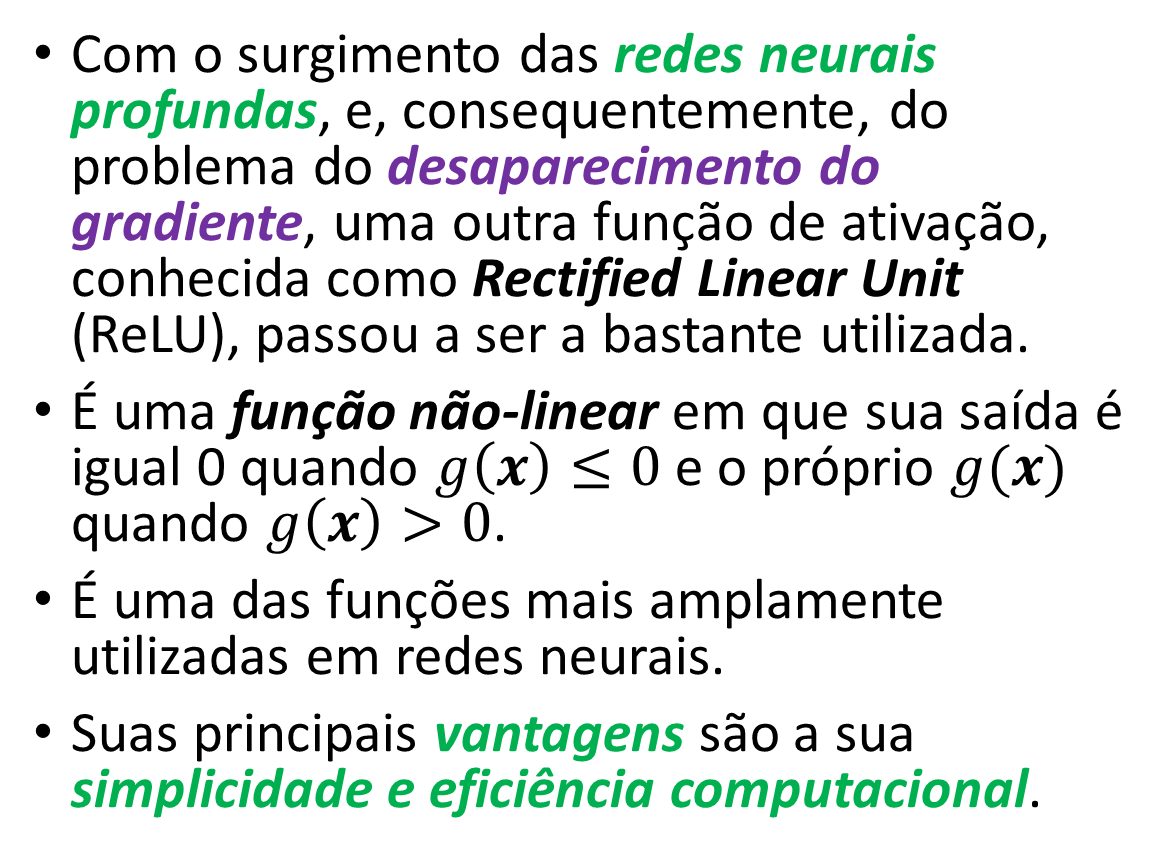 • Com o surgimento das redes neurais
profundas, e, consequentemente, do
problema do desaparecimento do
gradiente, uma outra função de ativação,
conhecida como Rectified Linear Unit
(ReLU), passou a ser a bastante utilizada.
• É uma função não-linear em que sua saída é
igual 0 quando g(x) ≤ 0 e o próprio g(x)
quando g(x) > 0.
• É uma das funções mais amplamente
utilizadas em redes neurais.
• Suas principais vantagens são a sua
simplicidade e eficiência computacional.